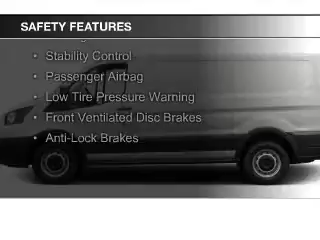 SAFETY FEATURES
• Stability Control
• Passenger Airbag
• Low Tire Pressure Warning
• Front Ventilated Disc Brakes
• Anti-Lock Brakes